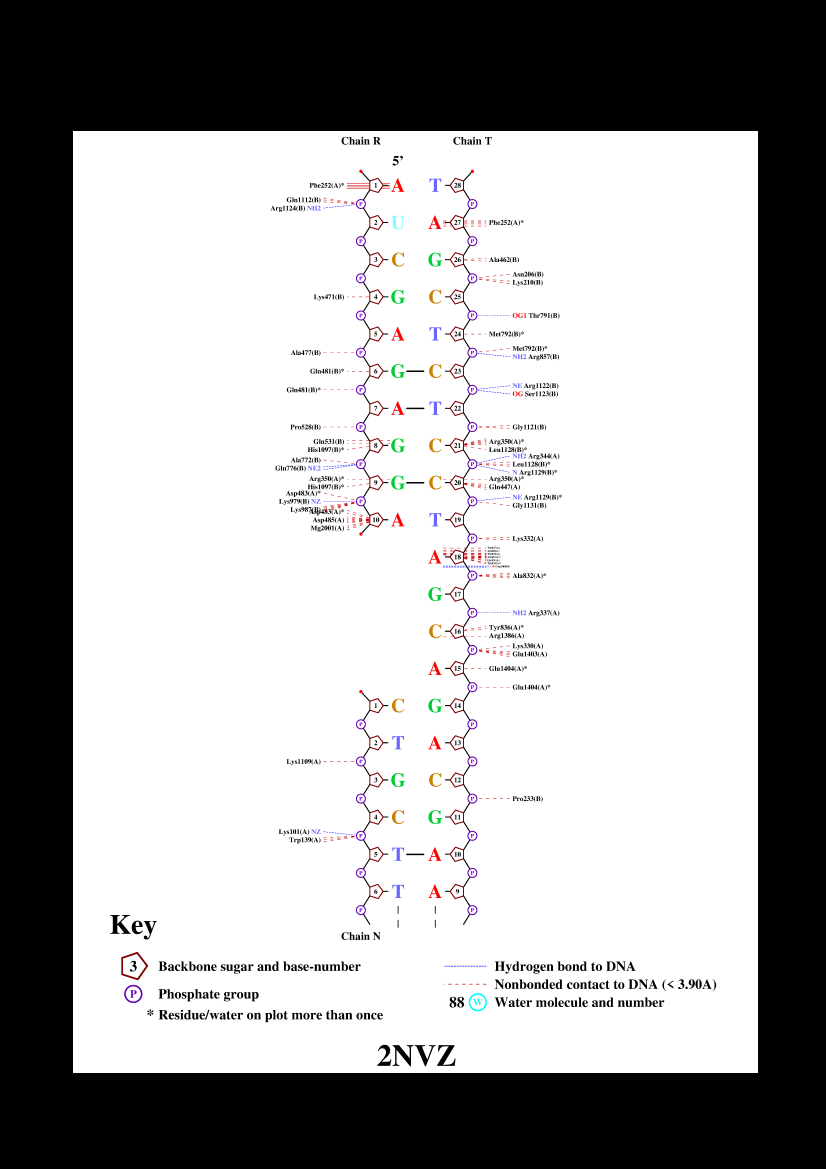 Chain R Chain T
5’
Phe252(A)* 1 A T 28
Gln1112(B) P P
Arg1124(B) NH2
2 U A 27 Phe252(A)*
P P
3 C G 26 Ala462(B)
P P Asn206(B)
Lys210(B)
Lys471(B) 4 G C 25
P P OG1 Thr791(B)
5 A T 24 Met792(B)*
Ala477(B) P P Met792(B)*
NH2 Arg857(B)
Gln481(B)* 6 G C 23
Gln481(B)* P P NE Arg1122(B)
OG Ser1123(B)
7 A T 22
Pro528(B) P P Gly1121(B)
Gln531(B) 8 G C 21 Arg350(A)*
His1097(B)* Leu1128(B)*
Ala772(B) P P NH2 Arg344(A)
Gln776(B) NE2 Leu1128(B)*
N Arg1129(B)*
Arg350(A)* 9 G C 20 Arg350(A)*
His1097(B)* Gln447(A)
Asp483(A)* P P NE Arg1129(B)*
Lys979(B) NZ Gly1131(B)
Lys987(B)
Asp483(A)* 10 A T 19
Asp485(A)
Mg2001(A)
P Lys332(A)
A 18
P Ala832(A)*
G 17
P NH2 Arg337(A)
C 16 Tyr836(A)*
Arg1386(A)
P Lys330(A)
Glu1403(A)
A 15 Glu1404(A)*
P Glu1404(A)*
1 C G 14
P P
2 T A 13
Lys1109(A) P P
3 G C 12
P P Pro233(B)
4 C G 11
Lys101(A) NZ P P
Trp139(A)
5 T A 10
P P
6 T A 9
P P
Chain N
Key
3 Backbone sugar and base-number
P Phosphate group
* Residue/water on plot more than once
Hydrogen bond to DNA
Nonbonded contact to DNA (< 3.90A)
88 W Water molecule and number
2NVZ